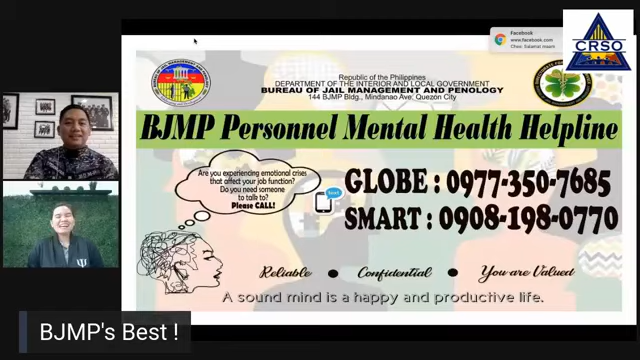 Facebook
www.facebook.com
CRSO
Republic of the Philippines
DEPARTMENT OF THE INTERIOR AND LOCAL GOVERNMENT
BUREAU OF JAIL MANAGEMENT AND PENOLOGY
144 BJMP Bldg., Mindanao Ave. Quezon City
BJMP Personnel Mental Health Helpline
Are you experiencing emotional crises
that affect your job function?
Do you need someone
to talk to?
Please CALL!
GLOBE : 0977-350-7685
SMART : 0908-198-0770
Reliable ● Confidential ● You are Valued
A sound mind is a happy and productive life.
BJMP's Best !